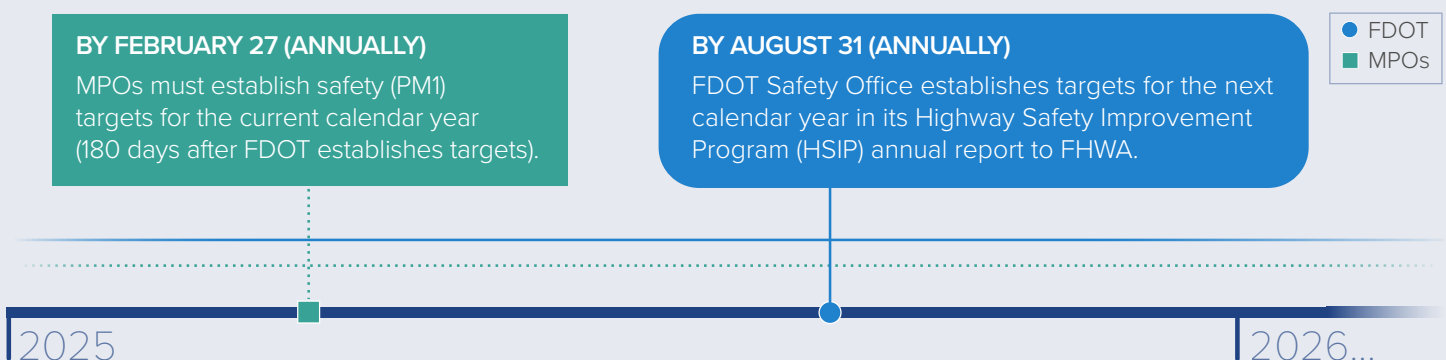 BY FEBRUARY 27 (ANNUALLY)
MPOs must establish safety (PM1)
targets for the current calendar year
(180 days after FDOT establishes targets).
BY AUGUST 31 (ANNUALLY)
FDOT Safety Office establishes targets for the next
calendar year in its Highway Safety Improvement
Program (HSIP) annual report to FHWA.
FDOT
MPOs
2025
2026...